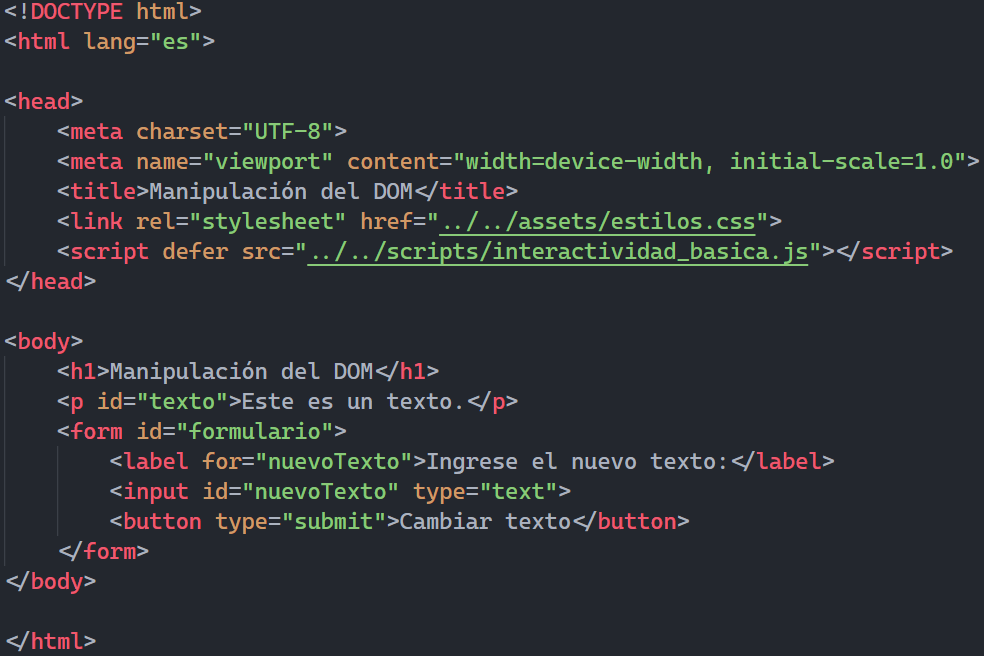 <!DOCTYPE html>
<html lang="es">
<head>
<meta charset="UTF-8">
<meta name="viewport" content="width=device-width, initial-scale=1.0">
<title>Manipulación del DOM</title>
<link rel="stylesheet" href="../../assets/estilos.css">
<script defer src="../../scripts/interactividad_basica.js"></script>
</head>
<body>
<h1>Manipulación del DOM</h1>
<p id="texto">Este es un texto.</p>
<form id="formulario">
<label for="nuevoTexto">Ingrese el nuevo texto:</label>
<input id="nuevoTexto" type="text">
<button type="submit">Cambiar texto</button>
</form>
</body>
</html>